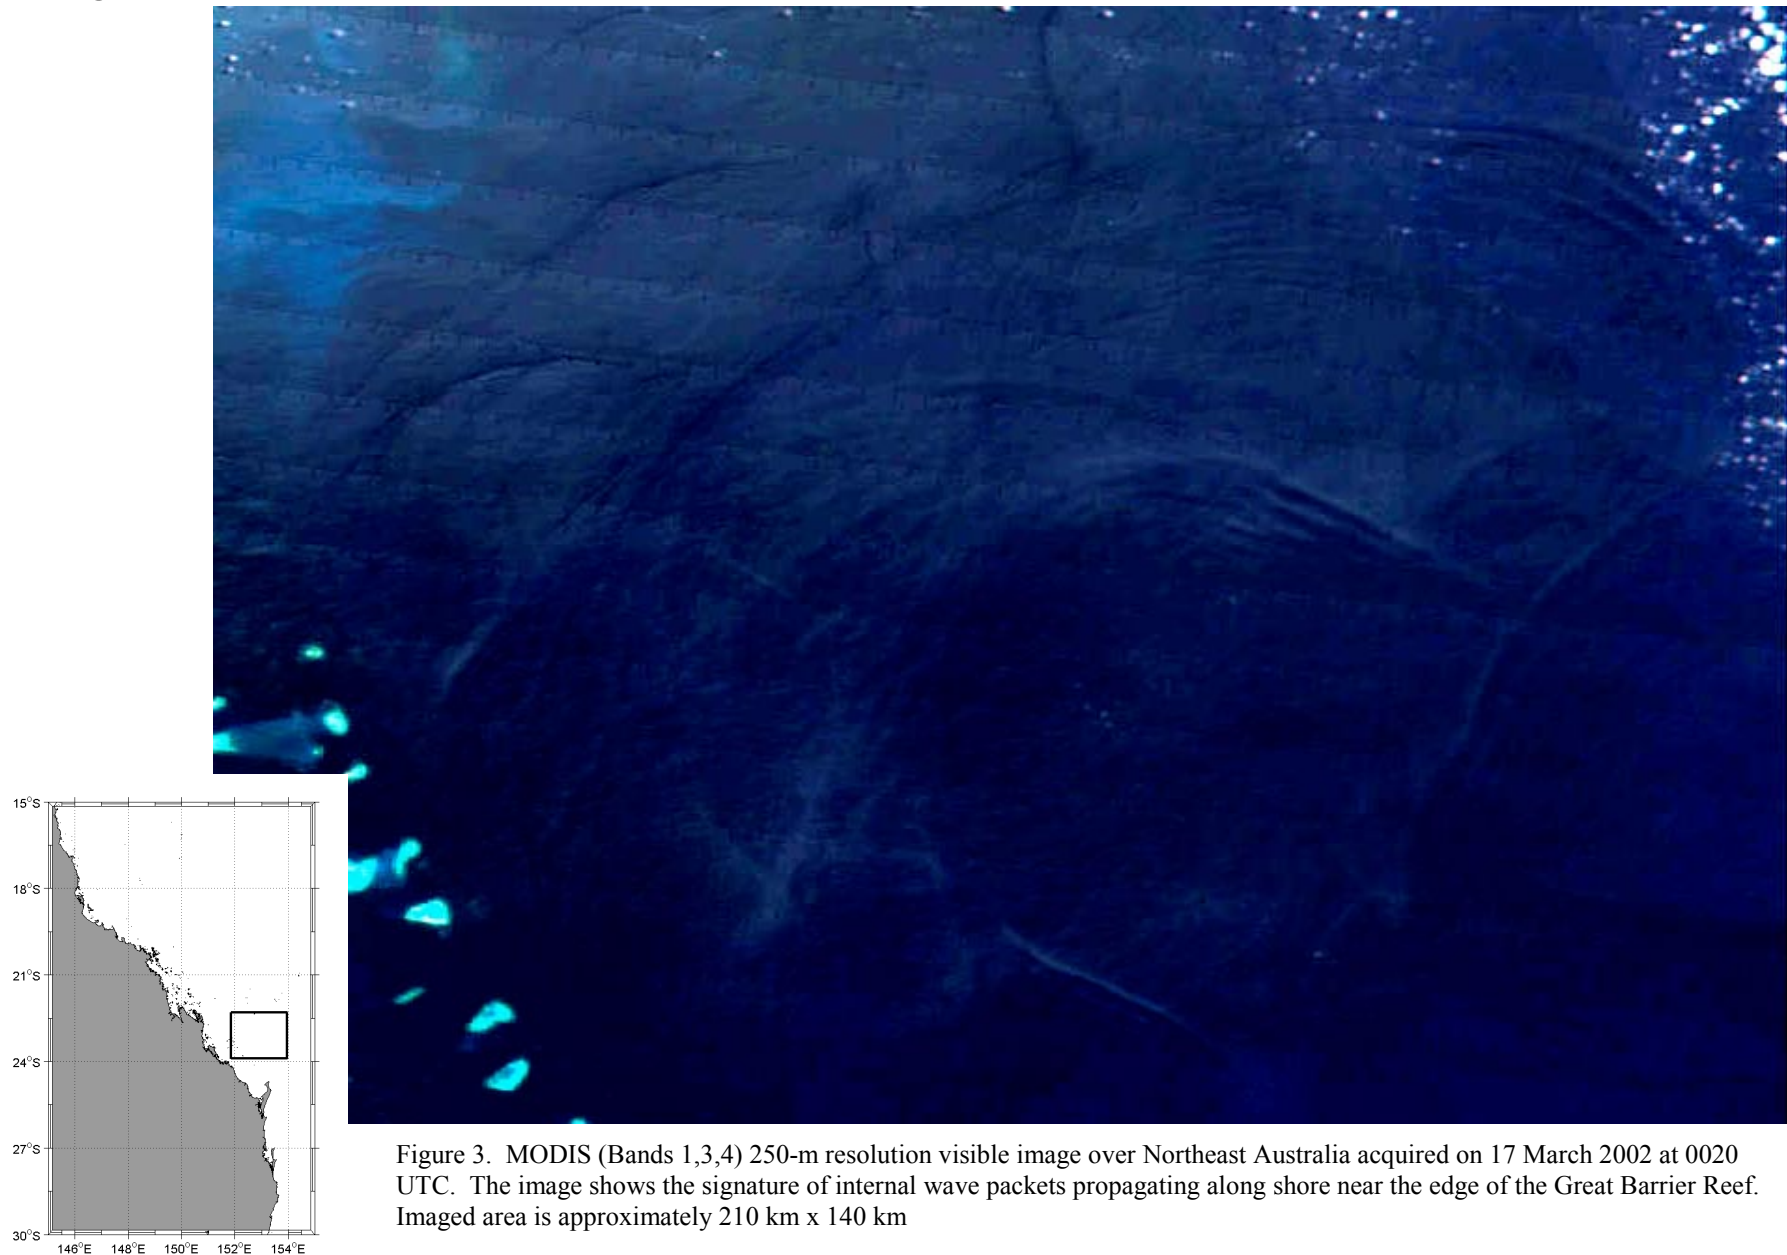 15°S
18°S
21°S
24°S
27°S
30°S
146°E 148°E 150°E 152°E 154°E
Figure 3. MODIS (Bands 1,3,4) 250-m resolution visible image over Northeast Australia acquired on 17 March 2002 at 0020
UTC. The image shows the signature of internal wave packets propagating along shore near the edge of the Great Barrier Reef.
Imaged area is approximately 210 km x 140 km